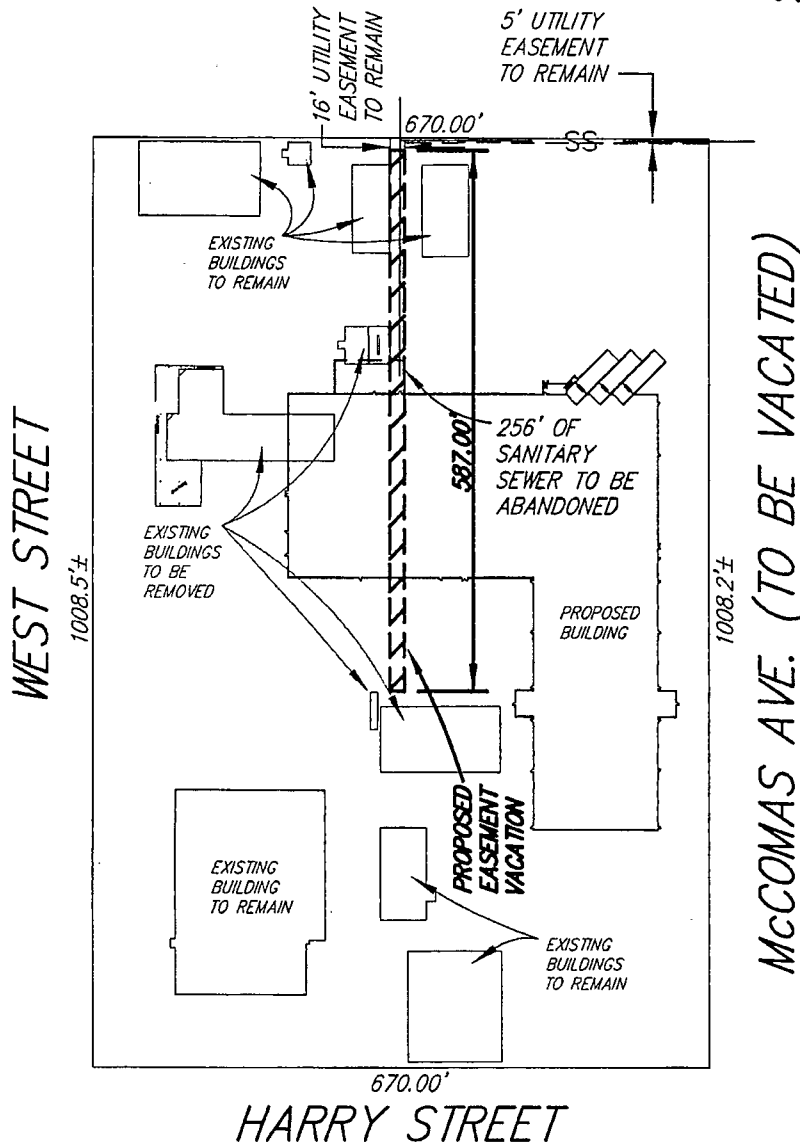 16' UTILITY
EASEMENT
TO REMAIN
5' UTILITY
EASEMENT
TO REMAIN
670.00'
SS
EXISTING
BUILDINGS
TO REMAIN
WEST STREET
1008.5'±
587.00'
256' OF
SANITARY
SEWER TO BE
ABANDONED
EXISTING
BUILDINGS
TO BE
REMOVED
PROPOSED
BUILDING
1008.2'±
McCOMAS AVE. (TO BE VACATED)
PROPOSED
EASEMENT
VACATION
EXISTING
BUILDING
TO REMAIN
EXISTING
BUILDINGS
TO REMAIN
670.00'
HARRY STREET